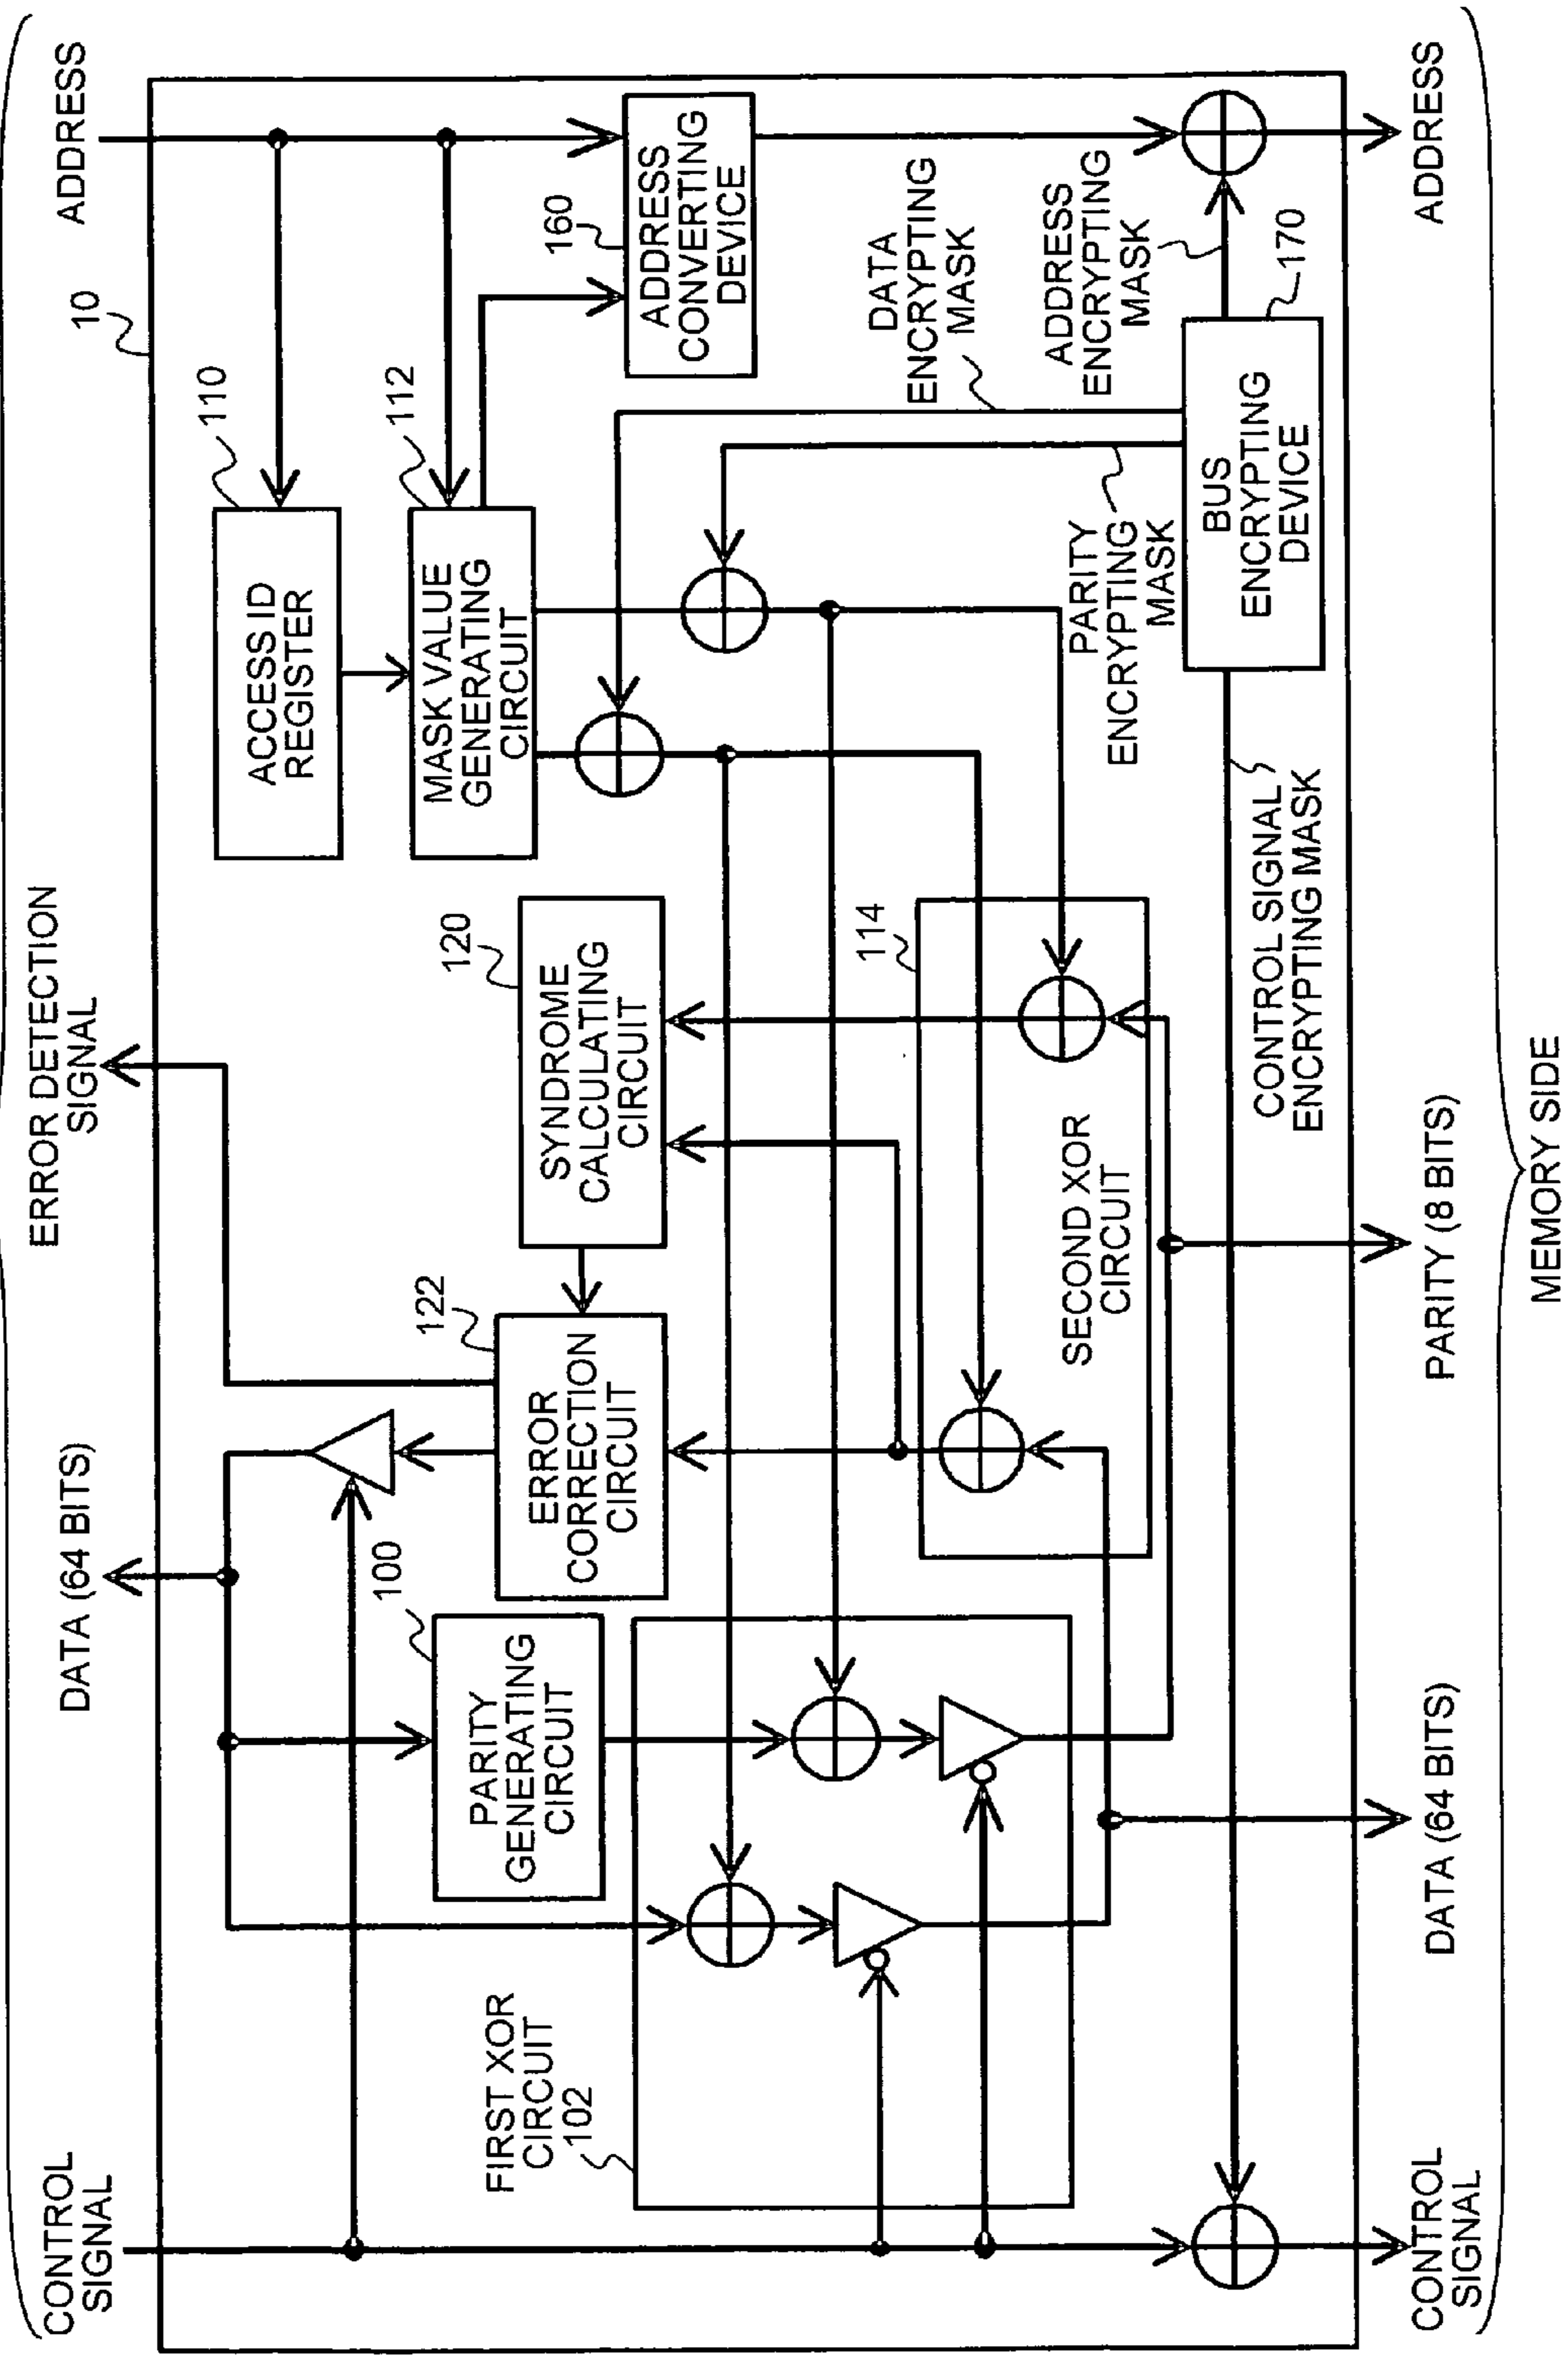 CONTROL
SIGNAL
DATA (64 BITS)
ERROR DETECTION
SIGNAL
ADDRESS
10
110
ACCESS ID
REGISTER
112
MASK VALUE
GENERATING
CIRCUIT
160
ADDRESS
CONVERTING
DEVICE
100
PARITY
GENERATING
CIRCUIT
122
ERROR
CORRECTION
CIRCUIT
120
SYNDROME
CALCULATING
CIRCUIT
FIRST XOR
CIRCUIT
102
114
SECOND XOR
CIRCUIT
DATA
ENCRYPTING
MASK
ADDRESS
ENCRYPTING
MASK
PARITY
ENCRYPTING
MASK
170
BUS
ENCRYPTING
DEVICE
CONTROL SIGNAL
ENCRYPTING MASK
CONTROL
SIGNAL
DATA (64 BITS)
PARITY (8 BITS)
ADDRESS
MEMORY SIDE